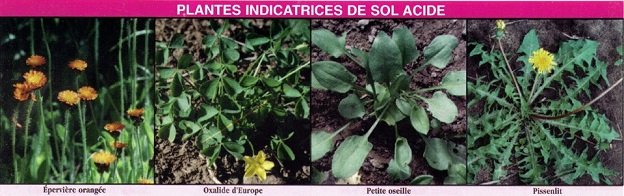 PLANTES INDICATRICES DE SOL ACIDE
Épervière orangée
Oxalide d'Europe
Petite oseille
Pissenlit